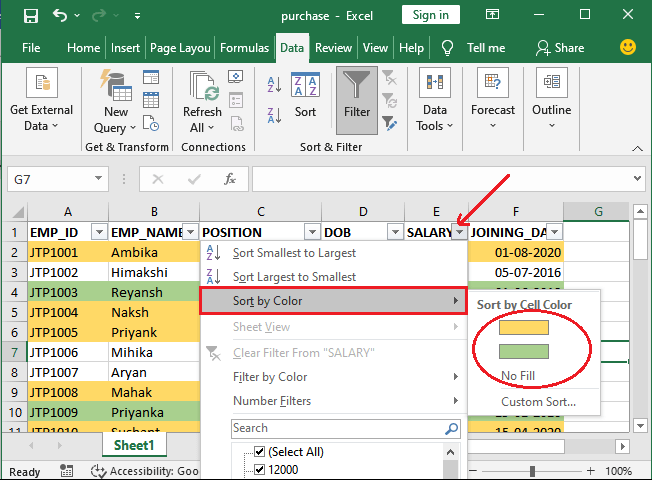 purchase - Excel
Sign in
File Home Insert Page Layout Formulas Data Review View Help Tell me Share
Get External Data
New Query
Refresh All
Sort
Filter
Data Tools
Forecast
Outline
Get & Transform
Connections
Sort & Filter
G7
fx
A B C D E F G
1 EMP_ID EMP_NAME POSITION DOB SALARY JOINING_DA
2 JTP1001 Ambika 01-08-2020
3 JTP1002 Himakshi 05-07-2016
4 JTP1003 Reyansh
5 JTP1004 Naksh
6 JTP1005 Priyank
7 JTP1006 Mihika
8 JTP1007 Aryan
9 JTP1008 Mahak
10 JTP1009 Priyanka
11 JTP1010 Sushant 15-04-2020
Sort Smallest to Largest
Sort Largest to Smallest
Sort by Color
Sheet View
Clear Filter From "SALARY"
Filter by Color
Number Filters
Search
(Select All)
12000
Sort by Cell Color
No Fill
Custom Sort...
Sheet1
Ready
Accessibility: Goo
100%